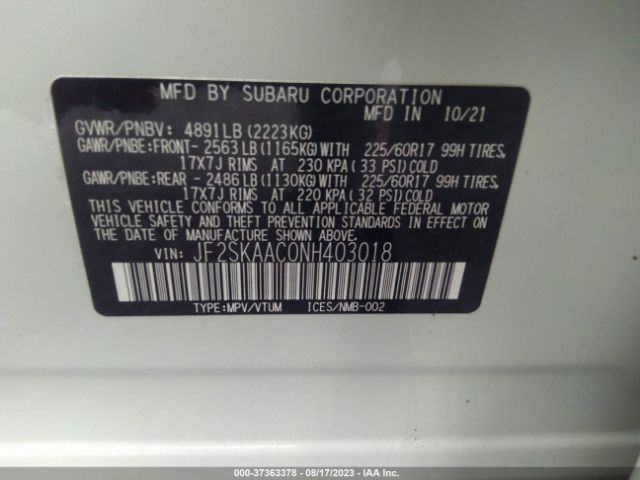 MFD BY SUBARU CORPORATION
MFD IN 10/21
GVWR/PNBV: 4891LB (2223KG)
GAWR/PNBE:FRONT- 2563LB (1165KG)WITH 225/60R17 99H TIRES,
17X7J RIMS AT 230 KPA (33 PSI)COLD
GAWR/PNBE:REAR - 2486LB (1130KG)WITH 225/60R17 99H TIRES,
17X7J RIMS AT 220 KPA (32 PSI)COLD
THIS VEHICLE CONFORMS TO ALL APPLICABLE FEDERAL MOTOR
VEHICLE SAFETY AND THEFT PREVENTION STANDARDS IN EFFECT ON
THE DATE OF MANUFACTURE SHOWN ABOVE.
VIN: JF2SKAAC0NH403018
TYPE:MPV/VTUM ICES/NMB-002
000-37363378 - 08/17/2023 - IAA Inc.